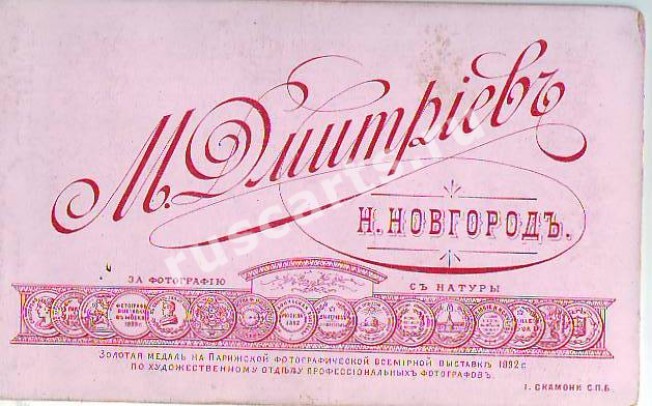 М. Дмитріевъ
Н. НОВГОРОДЪ.
ЗА ФОТОГРАФІЮ СЪ НАТУРЫ
ЗОЛОТАЯ МЕДАЛЬ НА ПАРИЖСКОЙ ФОТОГРАФИЧЕСКОЙ ВСЕМІРНОЙ ВЫСТАВКѢ 1892 г.
ПО ХУДОЖЕСТВЕННОМУ ОТДѢЛУ ПРОФЕССІОНАЛЬНЫХЪ ФОТОГРАФОВЪ.
І. СКАМОНИ С.П.Б.
ruscarts.ru